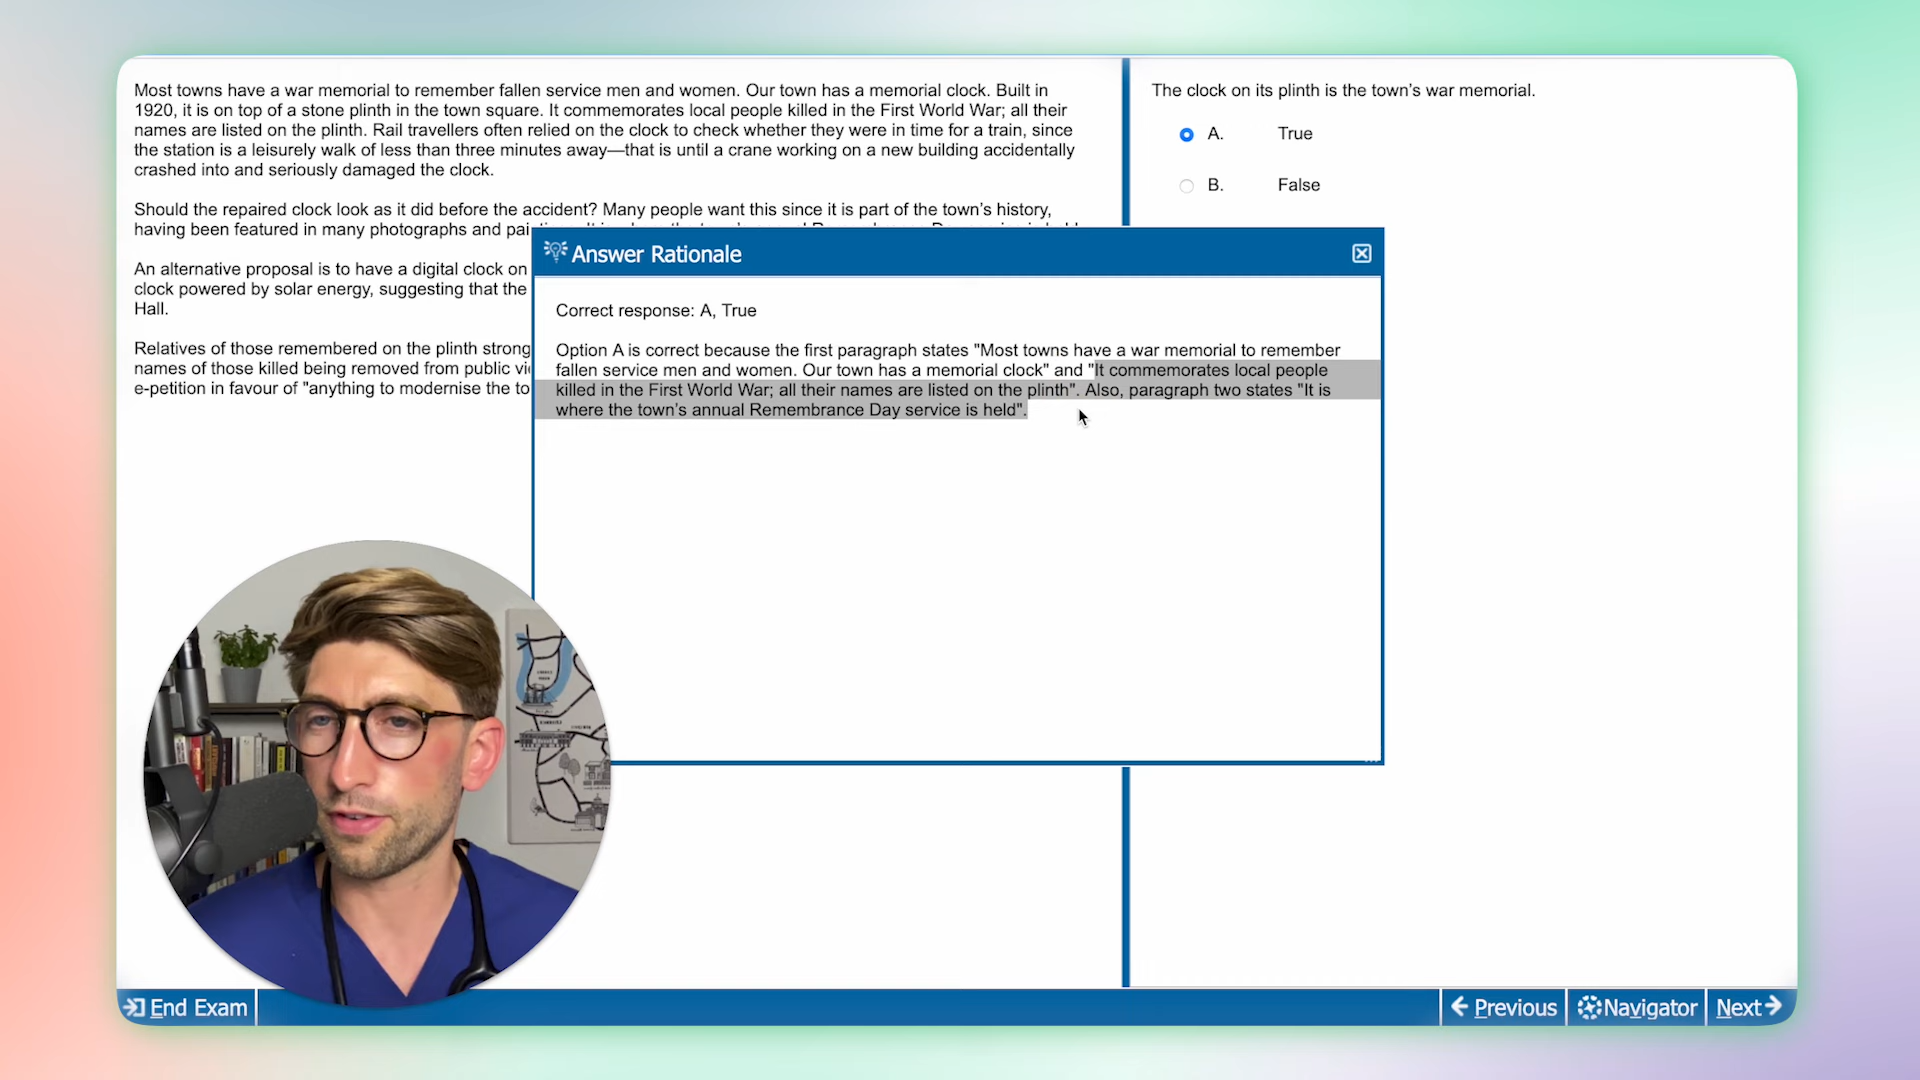 Most towns have a war memorial to remember fallen service men and women. Our town has a memorial clock. Built in
1920, it is on top of a stone plinth in the town square. It commemorates local people killed in the First World War; all their
names are listed on the plinth. Rail travellers often relied on the clock to check whether they were in time for a train, since
the station is a leisurely walk of less than three minutes away—that is until a crane working on a new building accidentally
crashed into and seriously damaged the clock.
Should the repaired clock look as it did before the accident? Many people want this since it is part of the town's history,
having been featured in many photographs and
An alternative proposal is to have a digital clock on
clock powered by solar energy, suggesting that the
Hall.
Relatives of those remembered on the plinth strong
names of those killed being removed from public vi
e-petition in favour of "anything to modernise the to
The clock on its plinth is the town's war memorial.
A. True
B. False
Answer Rationale
Correct response: A, True
Option A is correct because the first paragraph states "Most towns have a war memorial to remember
fallen service men and women. Our town has a memorial clock" and "It commemorates local people
killed in the First World War; all their names are listed on the plinth". Also, paragraph two states "It is
where the town's annual Remembrance Day service is held".
End Exam
Previous
Navigator
Next